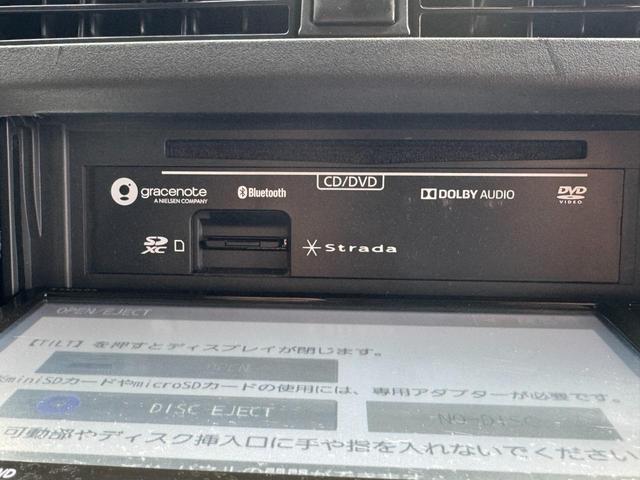 CD/DVD
gracenote
A NIELSEN COMPANY
Bluetooth
DOLBY AUDIO
DVD
VIDEO
SD
XC
Strada
OPEN/EJECT
【TILT】を押すとディスプレイが閉じます。
OPEN
miniSDカードやmicroSDカードの使用には、専用アダプターが必要です。
DISC EJECT
NO-DISC
可動部やディスク挿入口に手や指を入れないでください